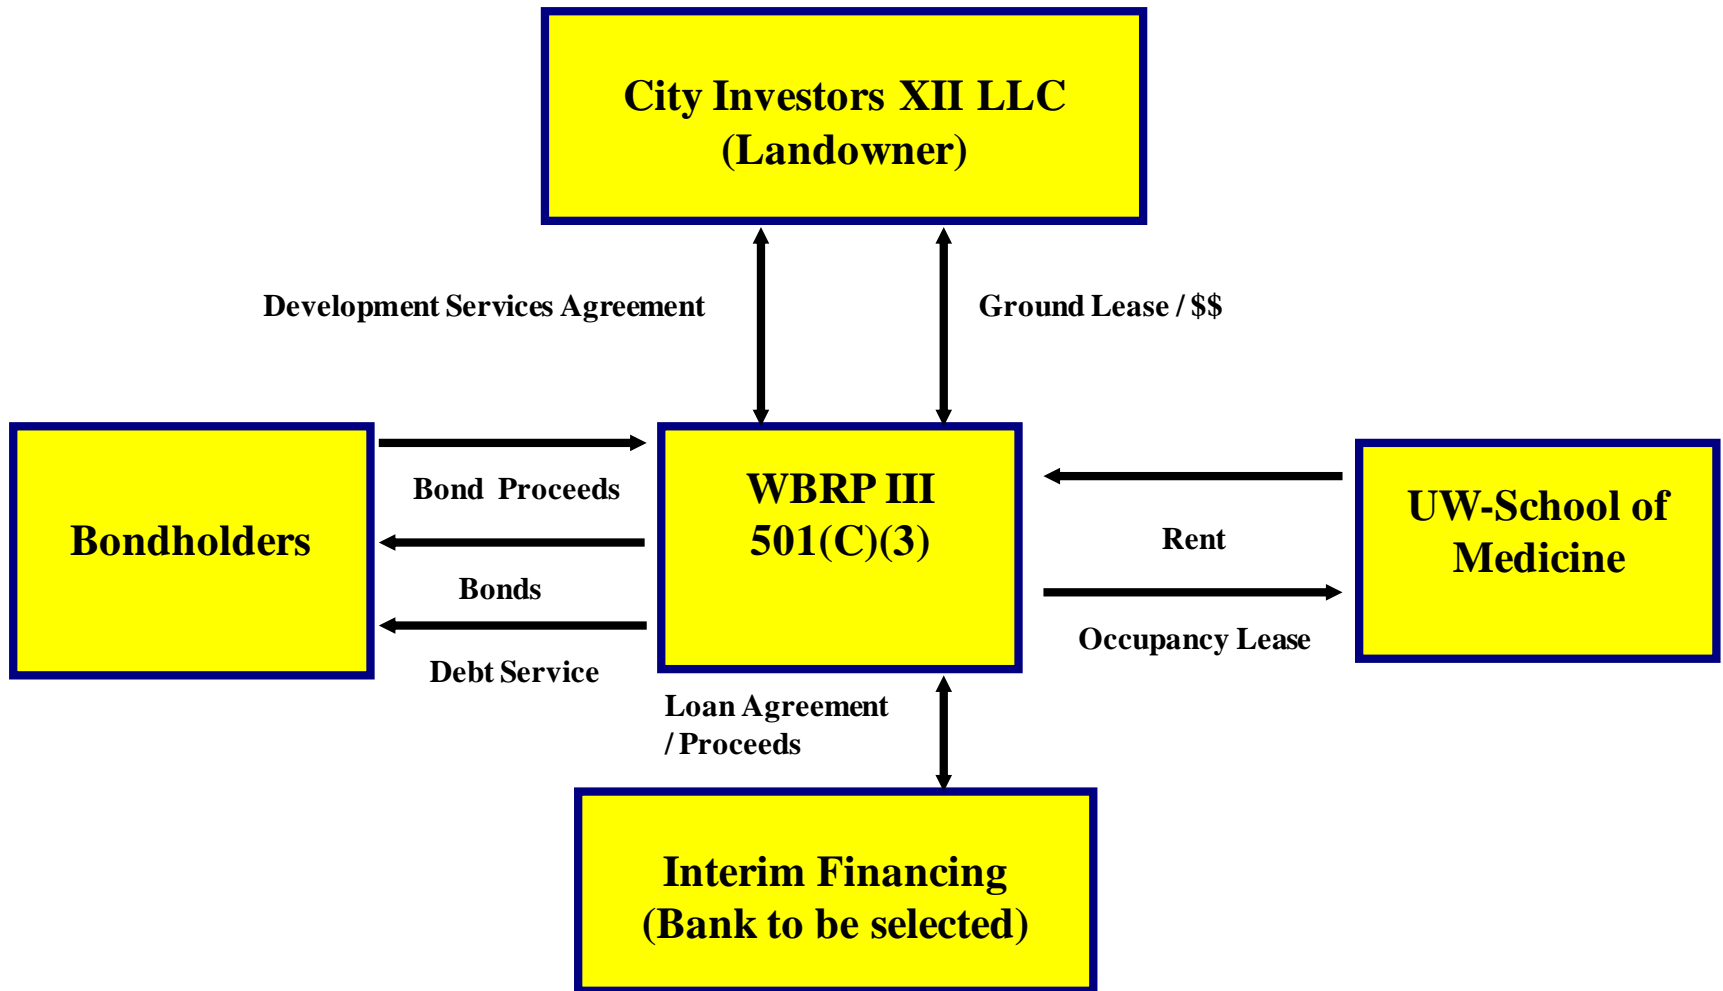 City Investors XII LLC
(Landowner)
Development Services Agreement
Ground Lease / $$
Bondholders
Bond Proceeds
Bonds
Debt Service
WBRP III
501(C)(3)
Rent
Occupancy Lease
UW-School of
Medicine
Loan Agreement
/ Proceeds
Interim Financing
(Bank to be selected)